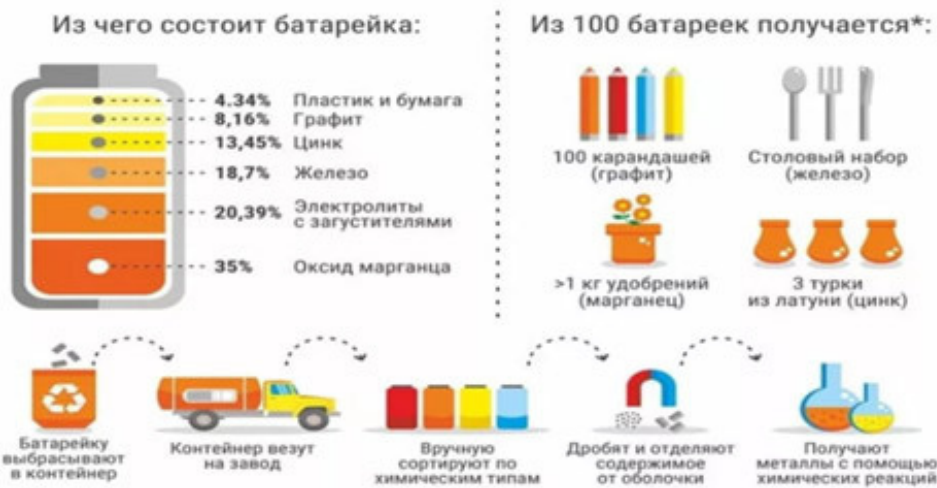 Из чего состоит батарейка:
4.34% Пластик и бумага
8,16% Графит
13,45% Цинк
18,7% Железо
20,39% Электролиты
с загустителями
35% Оксид марганца
Из 100 батареек получается*:
100 карандашей
(графит)
Столовый набор
(железо)
>1 кг удобрений
(марганец)
3 турки
из латуни (цинк)
Батарейку
выбрасывают
в контейнер
Контейнер везут
на завод
Вручную
сортируют по
химическим типам
Дробят и отделяют
содержимое
от оболочки
Получают
металлы с помощью
химических реакций